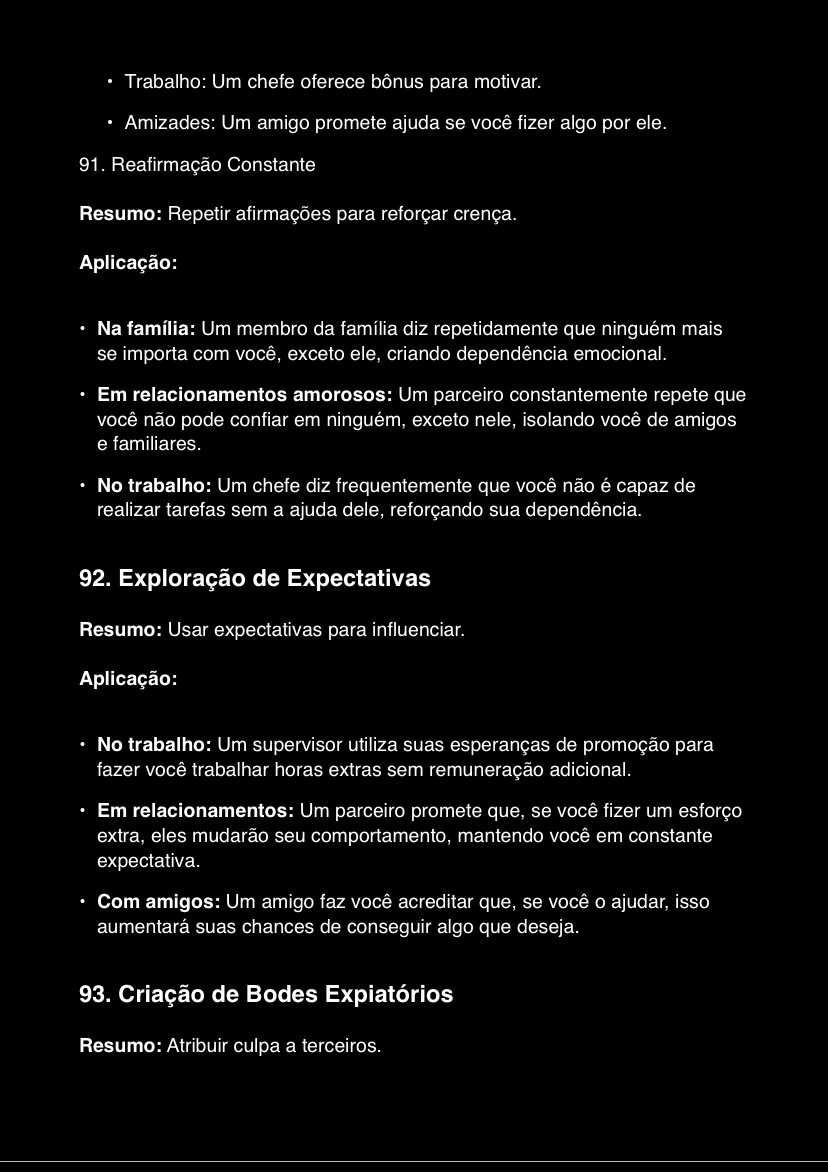 • Trabalho: Um chefe oferece bônus para motivar.
• Amizades: Um amigo promete ajuda se você fizer algo por ele.
91. Reafirmação Constante
Resumo: Repetir afirmações para reforçar crença.
Aplicação:
• Na família: Um membro da família diz repetidamente que ninguém mais
se importa com você, exceto ele, criando dependência emocional.
• Em relacionamentos amorosos: Um parceiro constantemente repete que
você não pode confiar em ninguém, exceto nele, isolando você de amigos
e familiares.
• No trabalho: Um chefe diz frequentemente que você não é capaz de
realizar tarefas sem a ajuda dele, reforçando sua dependência.
92. Exploração de Expectativas
Resumo: Usar expectativas para influenciar.
Aplicação:
• No trabalho: Um supervisor utiliza suas esperanças de promoção para
fazer você trabalhar horas extras sem remuneração adicional.
• Em relacionamentos: Um parceiro promete que, se você fizer um esforço
extra, eles mudarão seu comportamento, mantendo você em constante
expectativa.
• Com amigos: Um amigo faz você acreditar que, se você o ajudar, isso
aumentará suas chances de conseguir algo que deseja.
93. Criação de Bodes Expiatórios
Resumo: Atribuir culpa a terceiros.